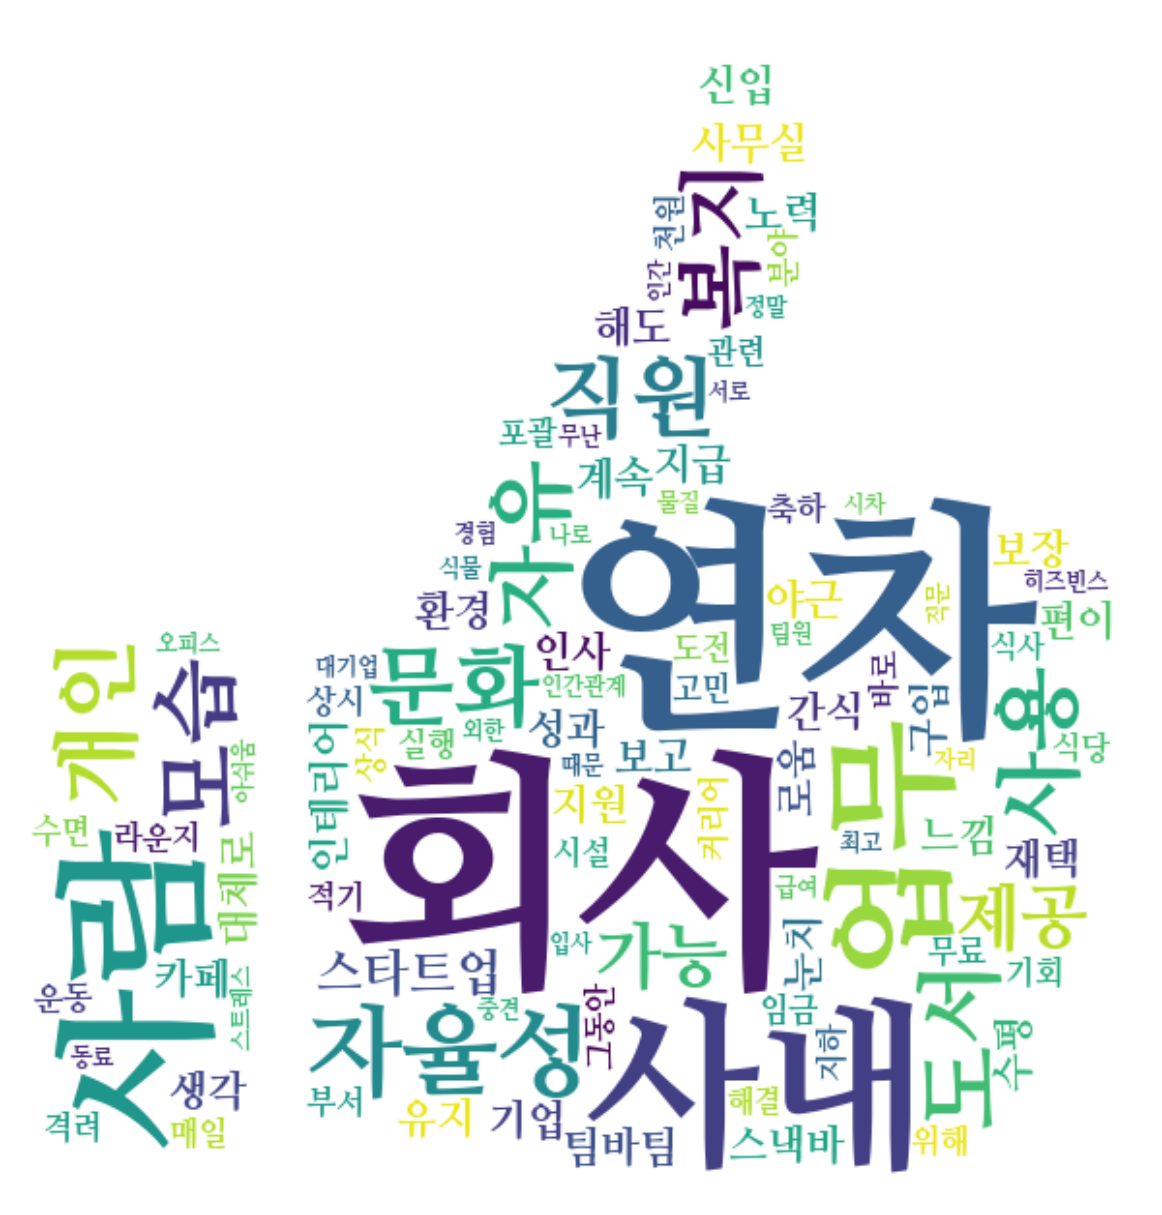 신입
사무실
복지
천원
노력
분야
인간
정말
해도
관련
직원
서로
포괄
무난
계속
지급
자유
물질
연차
축하
시차
경험
나로
보장
식물
야근
직문
히즈빈스
환경
편이
팀원
오피스
개인
모습
대기업
문화
인사
도전
식사
바로
인간관계
고민
상시
사용
간식
구입
외한
성과
아쉬움
인테리어
상식
실행
때문
보고
로움
업무
자리
식당
회사
지원
커리어
수면
라운지
대체로
시설
최고
느낌
재택
사람
적기
급여
제공
카페
스타트업
입사
가능
눈치
무료
기회
운동
스트레스
중견
그동안
임금
도서
자율성
사내
지하
수평
동료
생각
부서
해결
격려
매일
유지
기업
팀바팀
스낵바
위해